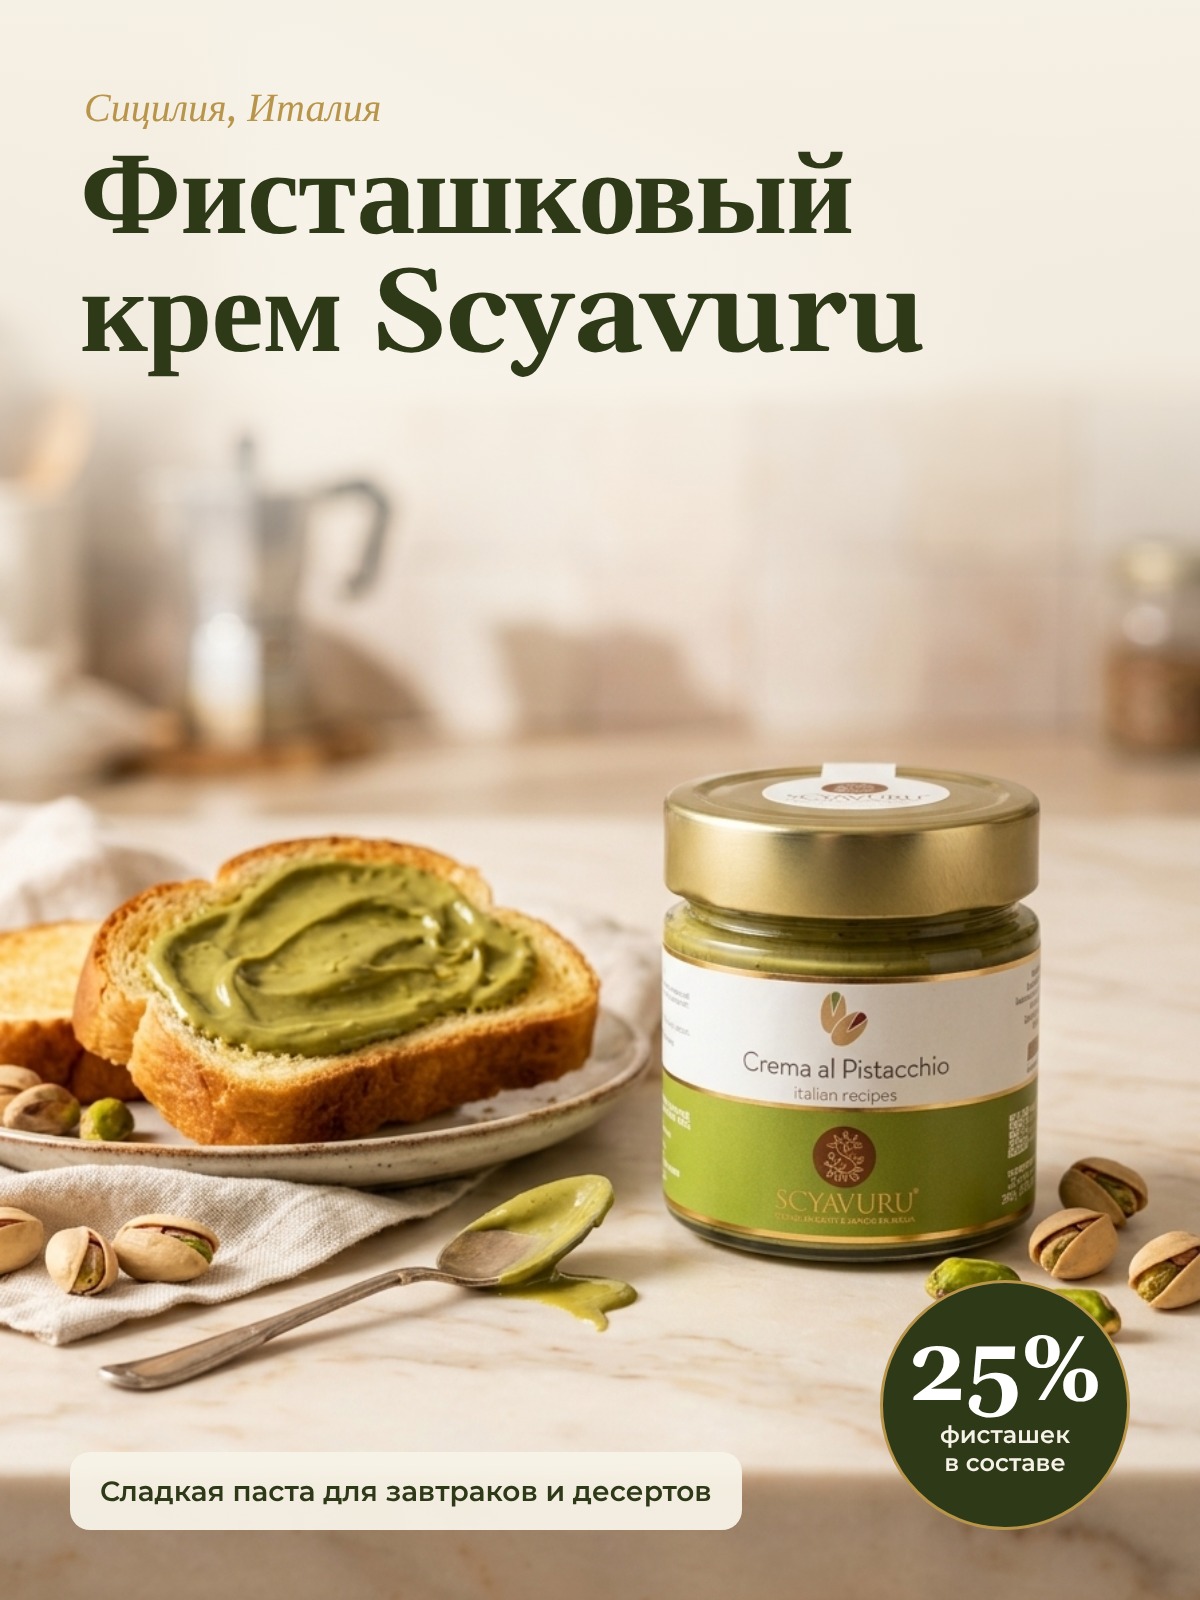 Сицилия, Италия
Фисташковый
крем Scyavuru
SCYAVURU
Crema al Pistacchio
italian recipes
SCYAVURU
25%
фисташек
в составе
Сладкая паста для завтраков и десертов